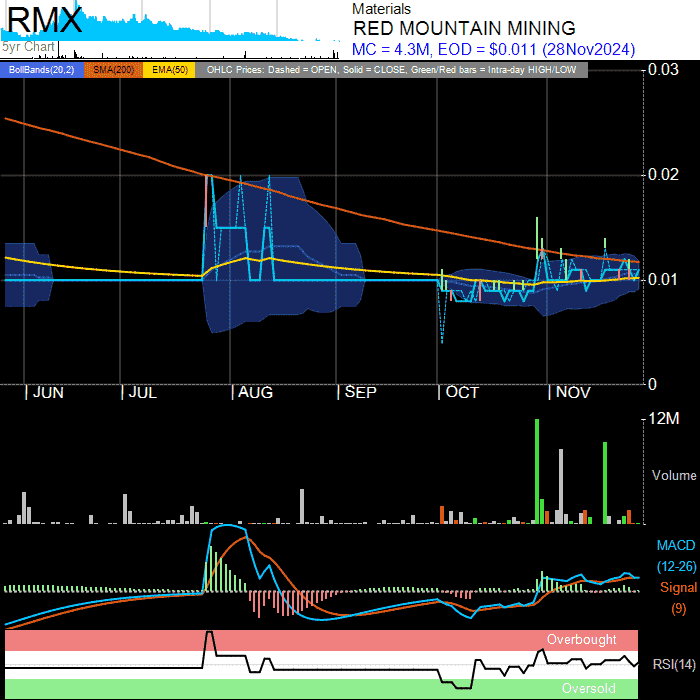 RMX
5yr Chart
Materials
RED MOUNTAIN MINING
MC = 4.3M, EOD = $0.011 (28Nov2024)
BollBands(20,2) SMA(200) EMA(50) OHLC Prices: Dashed = OPEN, Solid = CLOSE, Green/Red bars = Intra-day HIGH/LOW
0.03
0.02
0.01
0
JUN JUL AUG SEP OCT NOV
12M
Volume
MACD
(12-26)
Signal
(9)
Overbought
RSI(14)
Oversold